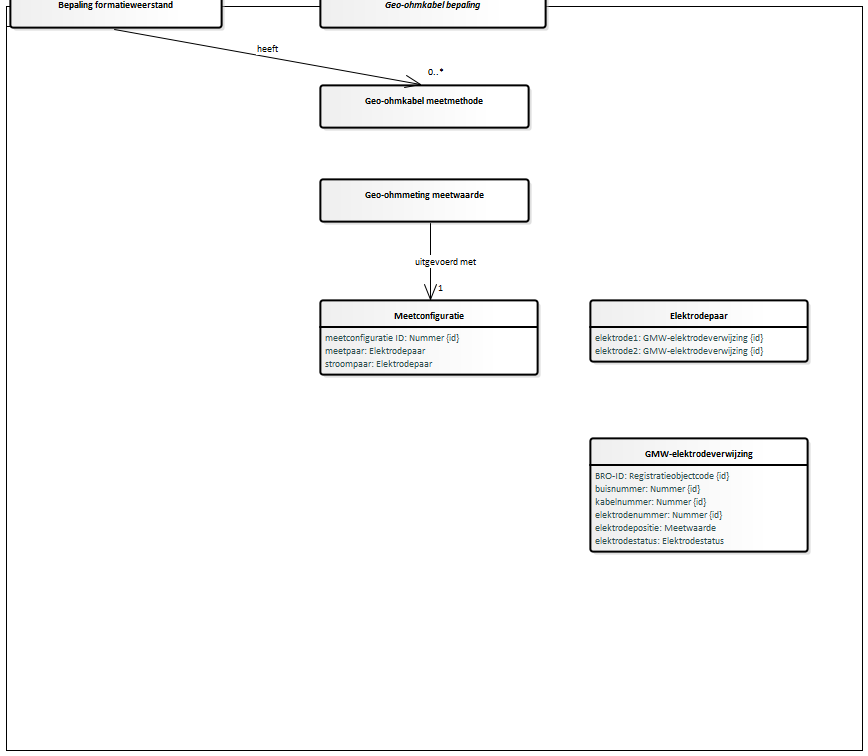 Bepaling formatieweerstand
Geo-ohmkabel bepaling
heeft
0..*
Geo-ohmkabel meetmethode
Geo-ohmmeting meetwaarde
uitgevoerd met
1
Meetconfiguratie
meetconfiguratie ID: Nummer {id}
meetpaar: Elektrodepaar
stroompaar: Elektrodepaar
Elektrodepaar
elektrode1: GMW-elektrodeverwijzing {id}
elektrode2: GMW-elektrodeverwijzing {id}
GMW-elektrodeverwijzing
BRO-ID: Registratieobjectcode {id}
buisnummer: Nummer {id}
kabelnummer: Nummer {id}
elektrodenummer: Nummer {id}
elektrodepositie: Meetwaarde
elektrodestatus: Elektrodestatus